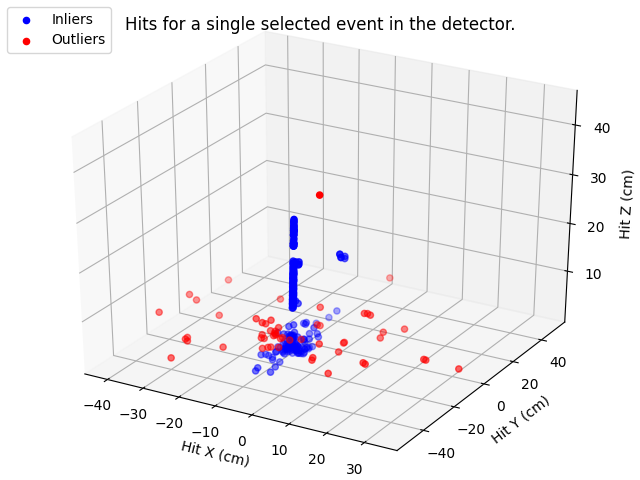 Hits for a single selected event in the detector.
Inliers
Outliers
40
30
20
10
Hit Z (cm)
40
20
0
−20
−40
Hit Y (cm)
−40
−30
−20
−10
0
10
20
30
Hit X (cm)